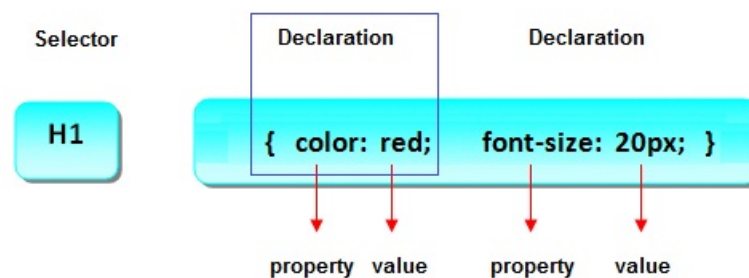 Selector Declaration Declaration
H1 { color: red; font-size: 20px; }
property value property value